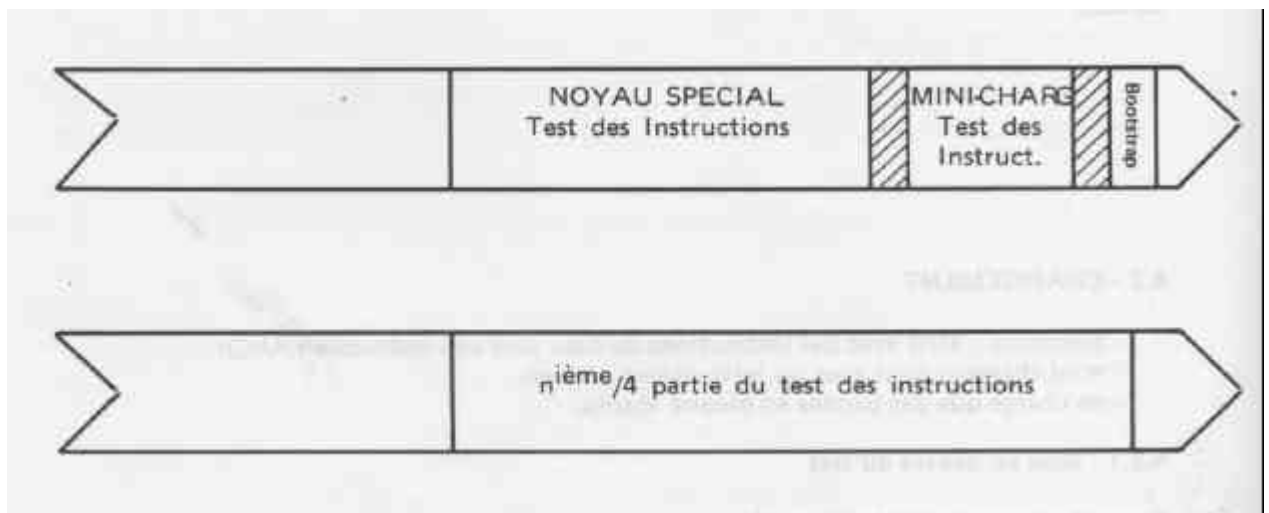 NOYAU SPECIAL
Test des Instructions
MINI-CHARG
Test des
Instruct.
Bootstrap
nième/4 partie du test des instructions